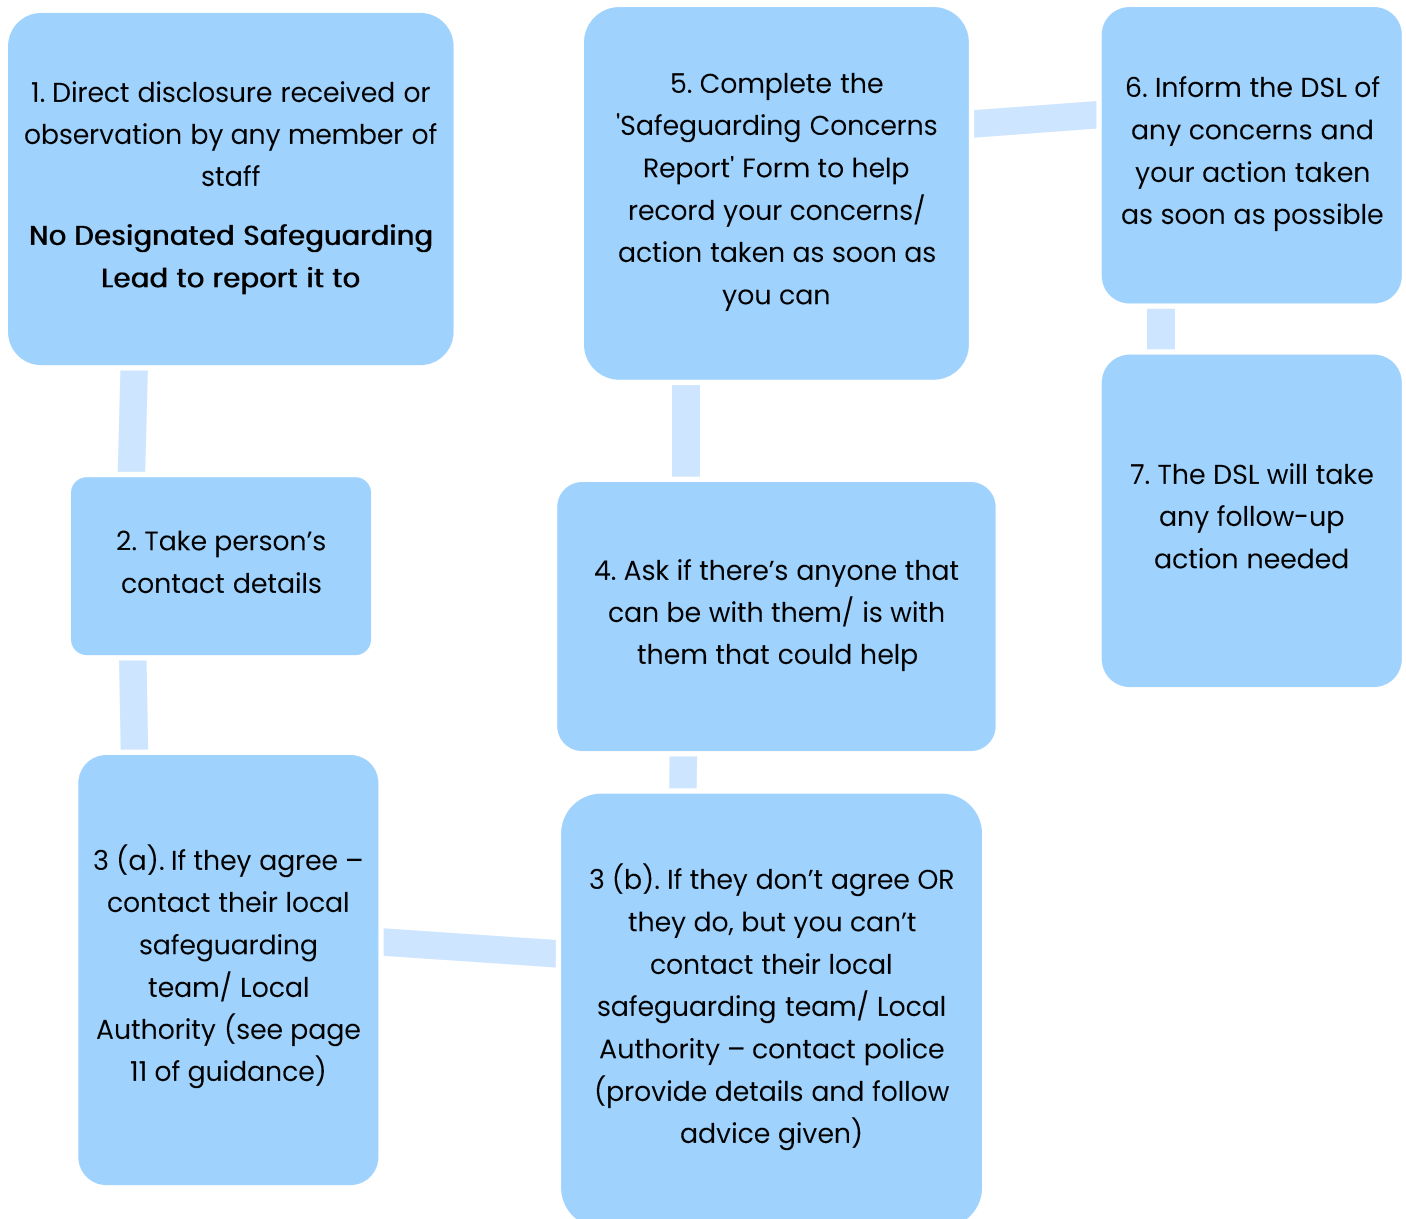 1. Direct disclosure received or
observation by any member of
staff
No Designated Safeguarding
Lead to report it to
2. Take person’s
contact details
3 (a). If they agree –
contact their local
safeguarding
team/ Local
Authority (see page
11 of guidance)
3 (b). If they don’t agree OR
they do, but you can’t
contact their local
safeguarding team/ Local
Authority – contact police
(provide details and follow
advice given)
4. Ask if there’s anyone that
can be with them/ is with
them that could help
5. Complete the
'Safeguarding Concerns
Report' Form to help
record your concerns/
action taken as soon as
you can
6. Inform the DSL of
any concerns and
your action taken
as soon as possible
7. The DSL will take
any follow-up
action needed